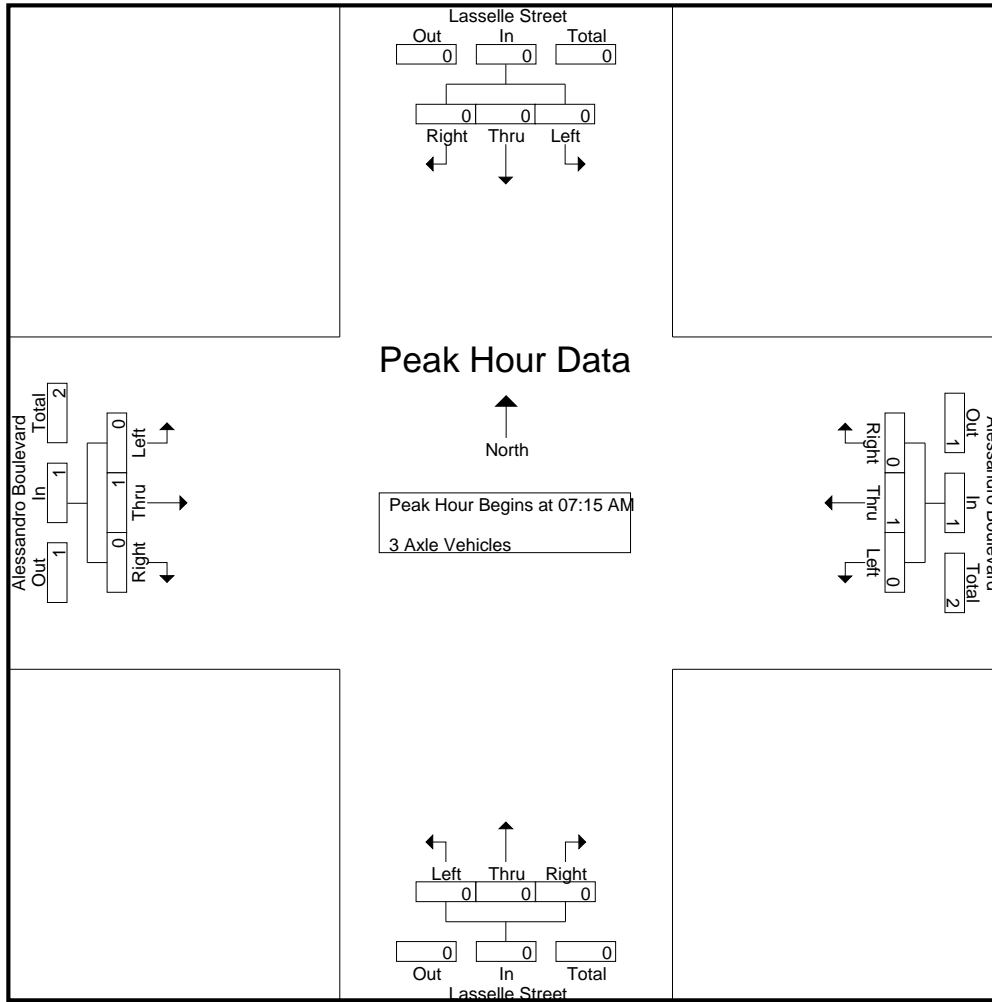 Lasselle Street
Out In Total
0 0 0
0 0 0
Right Thru Left
Peak Hour Data
North
Peak Hour Begins at 07:15 AM
3 Axle Vehicles
Alessandro Boulevard
Out In Total
1 1 2
Left Thru Right
0 1 0
Alessandro Boulevard
Out In Total
1 1 2
Right Thru Left
0 1 0
Left Thru Right
0 0 0
0 0 0
Out In Total
Lasselle Street